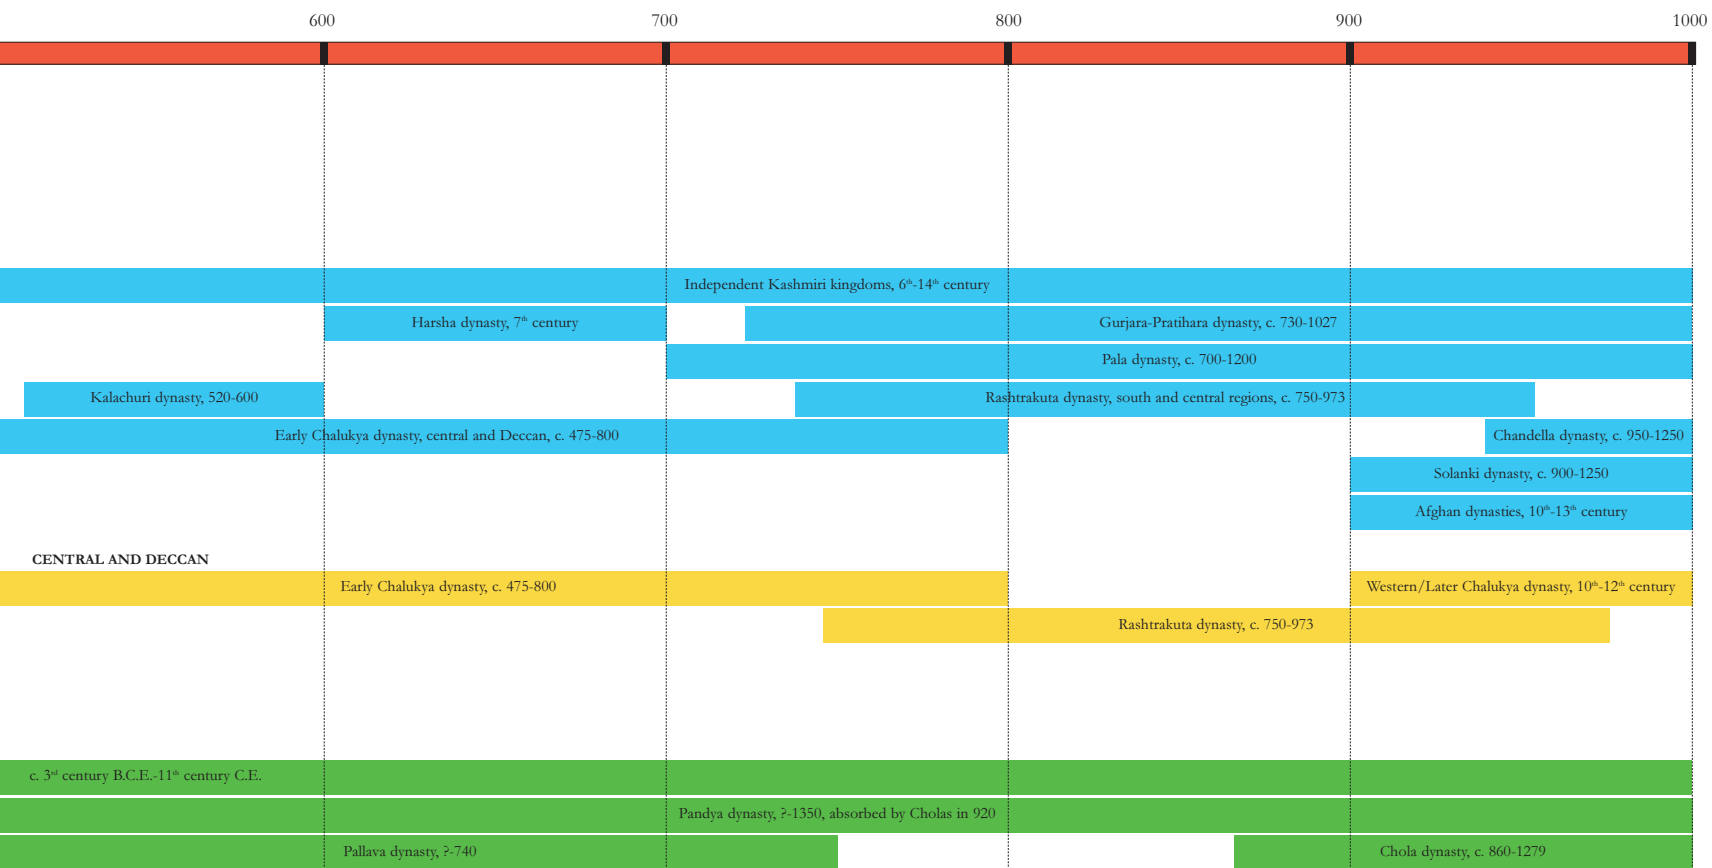 600 700 800 900 1000
Independent Kashmiri kingdoms, 6th-14th century
Harsha dynasty, 7th century
Gurjara-Pratihara dynasty, c. 730-1027
Pala dynasty, c. 700-1200
Kalachuri dynasty, 520-600
Rashtrakuta dynasty, south and central regions, c. 750-973
Early Chalukya dynasty, central and Deccan, c. 475-800
Chandella dynasty, c. 950-1250
Solanki dynasty, c. 900-1250
Afghan dynasties, 10th-13th century
CENTRAL AND DECCAN
Early Chalukya dynasty, c. 475-800
Western/Later Chalukya dynasty, 10th-12th century
Rashtrakuta dynasty, c. 750-973
c. 3rd century B.C.E.-11th century C.E.
Pandya dynasty, ?-1350, absorbed by Cholas in 920
Pallava dynasty, ?-740
Chola dynasty, c. 860-1279